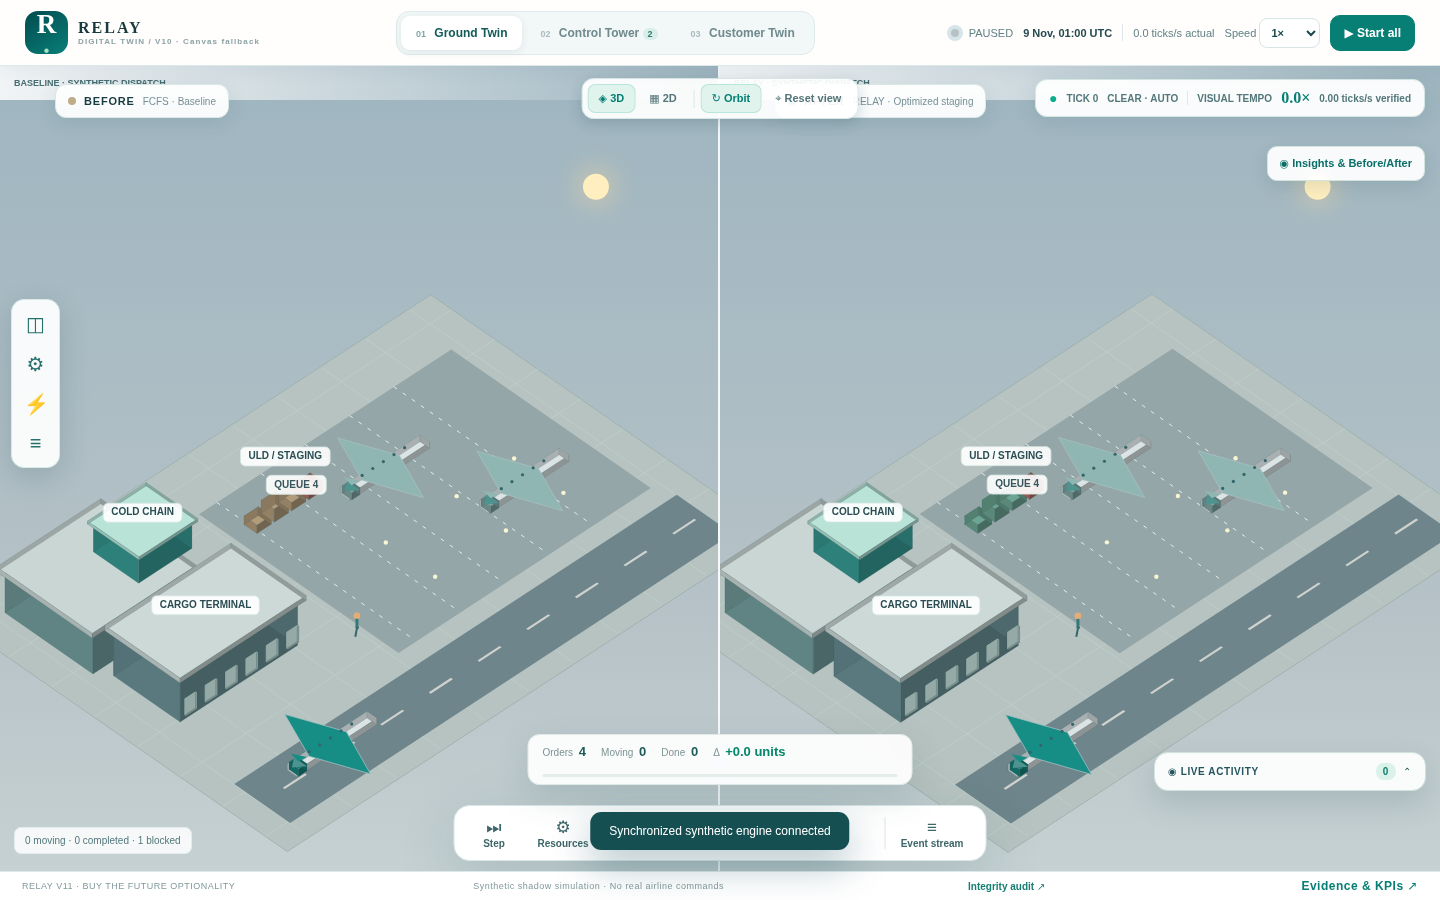 R RELAY
DIGITAL TWIN / V10 · Canvas fallback
01 Ground Twin
02 Control Tower 2
03 Customer Twin
PAUSED 9 Nov, 01:00 UTC
0.0 ticks/s actual Speed 1×
▶ Start all
BASELINE · SYNTHETIC DISPATCH
BEFORE FCFS · Baseline
◈ 3D ▦ 2D ↻ Orbit ⌖ Reset view
RELAY · Optimized staging
TICK 0 CLEAR · AUTO VISUAL TEMPO 0.0× 0.00 ticks/s verified
◉ Insights & Before/After
ULD / STAGING
QUEUE 4
COLD CHAIN
CARGO TERMINAL
ULD / STAGING
QUEUE 4
COLD CHAIN
CARGO TERMINAL
Orders 4 Moving 0 Done 0 Δ +0.0 units
◉ LIVE ACTIVITY 0
0 moving · 0 completed · 1 blocked
Step
Resources
Synchronized synthetic engine connected
Event stream
RELAY V11 · BUY THE FUTURE OPTIONALITY
Synthetic shadow simulation · No real airline commands
Integrity audit ↗
Evidence & KPIs ↗